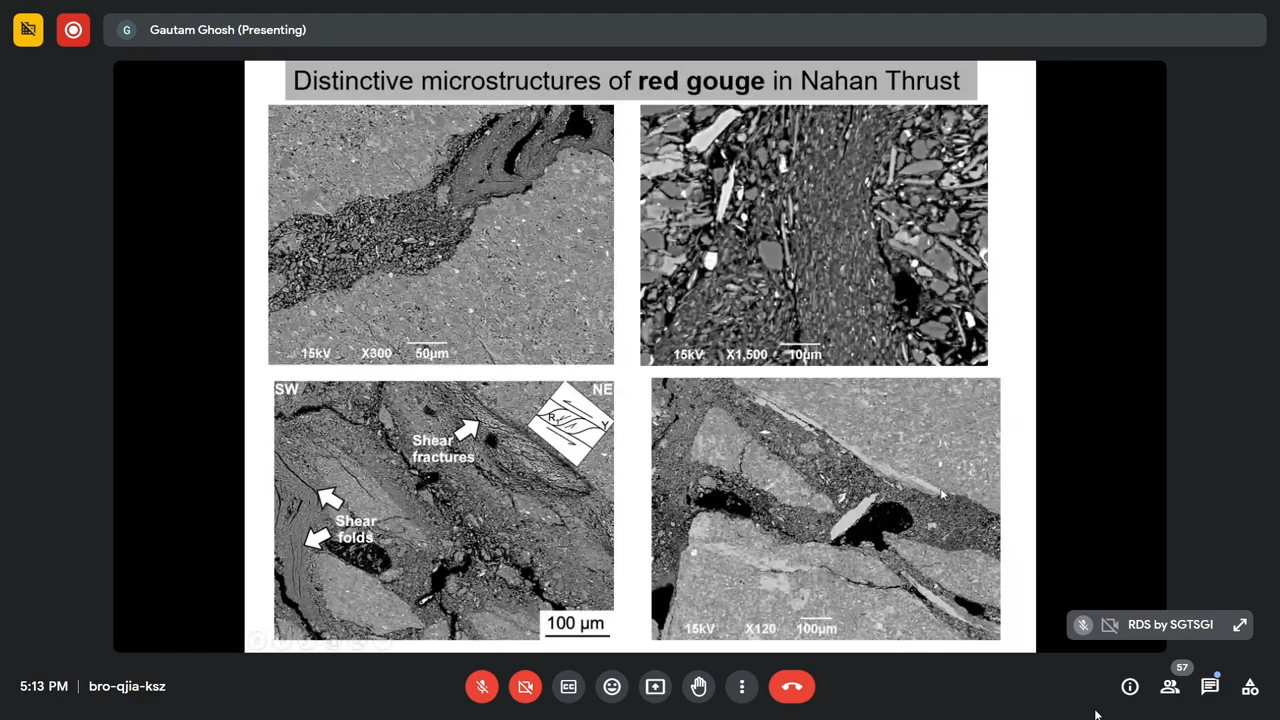 G Gautam Ghosh (Presenting)
Distinctive microstructures of red gouge in Nahan Thrust
15kV X300 50µm
15kV X1,500 10µm
SW NE
R Y
Shear
fractures
Shear
folds
100 µm
15kV X120 100µm
RDS by SGTSGI
5:13 PM | bro-qjia-ksz
CC
57